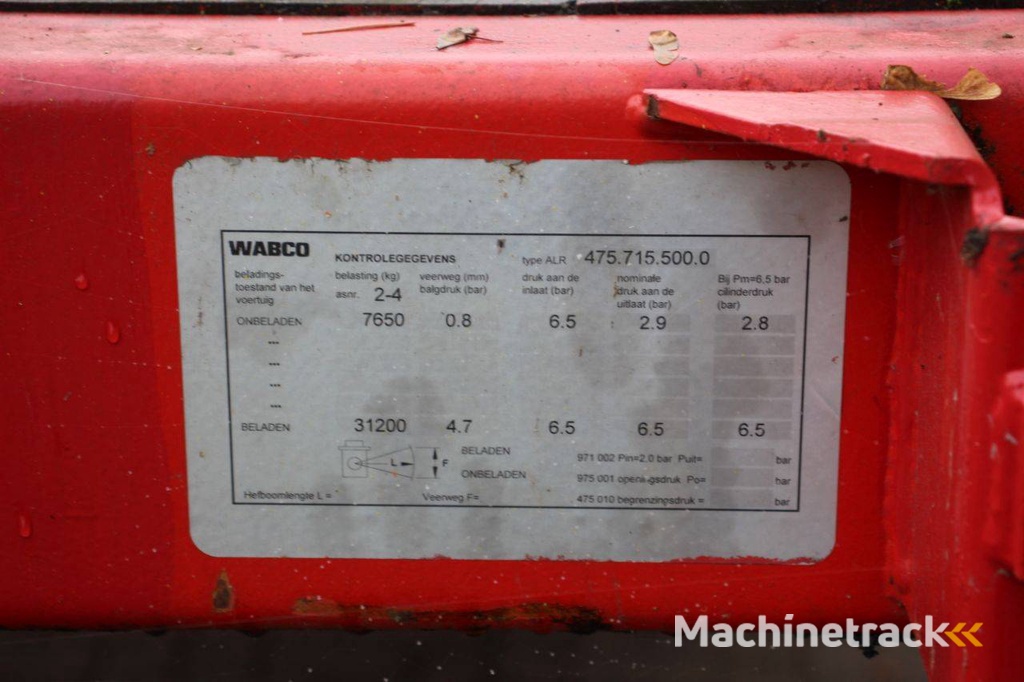 WABCO KONTROLEGEGEVENS type ALR 475.715.500.0
beladings-
toestand van het
voertuig
belasting (kg)
asnr. 2-4
veerweg (mm)
balgdruk (bar)
druk aan de
inlaat (bar)
nominale
druk aan de
uitlaat (bar)
Bij Pm=6,5 bar
cilinderdruk
(bar)
ONBELADEN 7650 0.8 6.5 2.9 2.8
...
...
...
...
BELADEN 31200 4.7 6.5 6.5 6.5
L F
BELADEN
ONBELADEN
971 002 Pin=2.0 bar Puit= bar
975 001 openingsdruk Po= bar
Hefboomlengte L = Veerweg F= 475 010 begrenzingsdruk = bar
Machinetrack